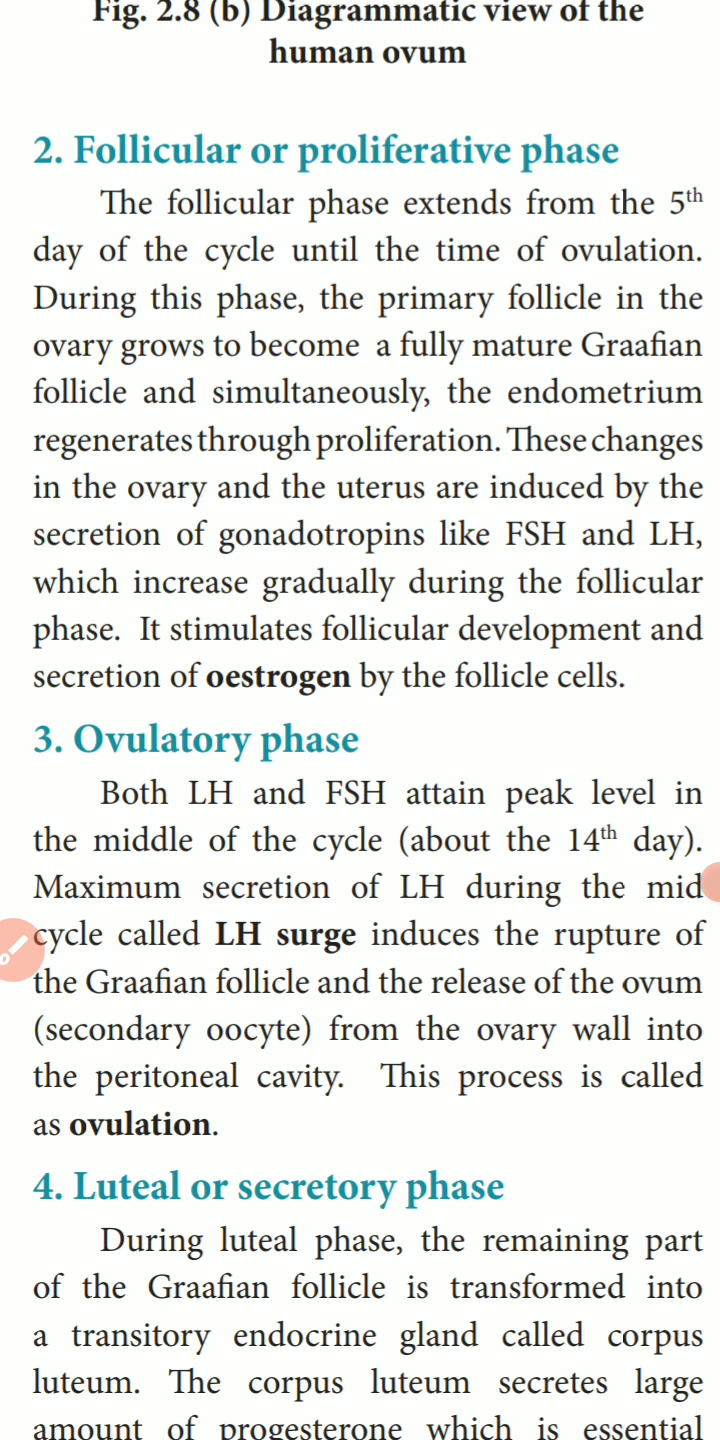 Fig. 2.8 (b) Diagrammatic view of the
human ovum
2. Follicular or proliferative phase
The follicular phase extends from the 5th
day of the cycle until the time of ovulation.
During this phase, the primary follicle in the
ovary grows to become a fully mature Graafian
follicle and simultaneously, the endometrium
regenerates through proliferation. These changes
in the ovary and the uterus are induced by the
secretion of gonadotropins like FSH and LH,
which increase gradually during the follicular
phase. It stimulates follicular development and
secretion of oestrogen by the follicle cells.
3. Ovulatory phase
Both LH and FSH attain peak level in
the middle of the cycle (about the 14th day).
Maximum secretion of LH during the mid
cycle called LH surge induces the rupture of
the Graafian follicle and the release of the ovum
(secondary oocyte) from the ovary wall into
the peritoneal cavity. This process is called
as ovulation.
4. Luteal or secretory phase
During luteal phase, the remaining part
of the Graafian follicle is transformed into
a transitory endocrine gland called corpus
luteum. The corpus luteum secretes large
amount of progesterone which is essential